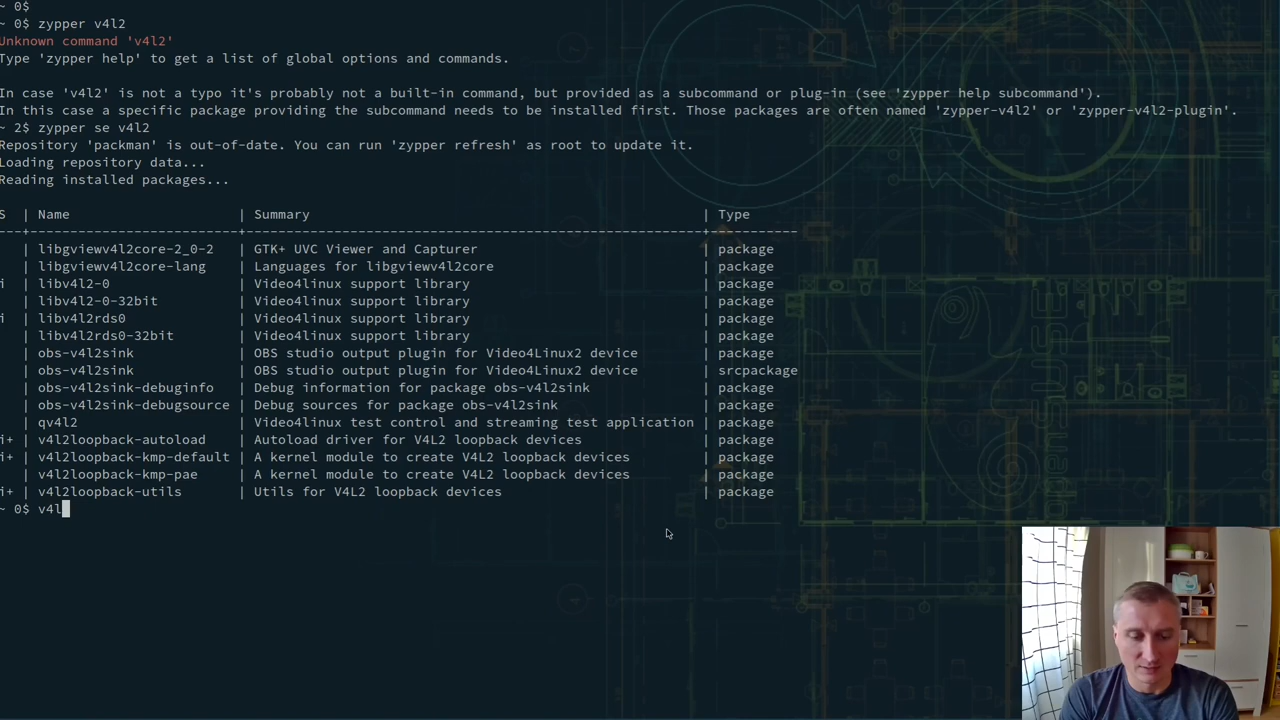 ~ 0$
~ 0$ zypper v4l2
Unknown command 'v4l2'
Type 'zypper help' to get a list of global options and commands.
In case 'v4l2' is not a typo it's probably not a built-in command, but provided as a subcommand or plug-in (see 'zypper help subcommand').
In this case a specific package providing the subcommand needs to be installed first. Those packages are often named 'zypper-v4l2' or 'zypper-v4l2-plugin'.
~ 2$ zypper se v4l2
Repository 'packman' is out-of-date. You can run 'zypper refresh' as root to update it.
Loading repository data...
Reading installed packages...
S | Name | Summary | Type
--+------------------------+---------------------------------------------------------+-----------
| libgviewv4l2core-2_0-2 | GTK+ UVC Viewer and Capturer | package
| libgviewv4l2core-lang | Languages for libgviewv4l2core | package
i | libv4l2-0 | Video4linux support library | package
| libv4l2-0-32bit | Video4linux support library | package
i | libv4l2rds0 | Video4linux support library | package
| libv4l2rds0-32bit | Video4linux support library | package
| obs-v4l2sink | OBS studio output plugin for Video4Linux2 device | package
| obs-v4l2sink | OBS studio output plugin for Video4Linux2 device | srcpackage
| obs-v4l2sink-debuginfo | Debug information for package obs-v4l2sink | package
| obs-v4l2sink-debugsource | Debug sources for package obs-v4l2sink | package
| qv4l2 | Video4linux test control and streaming test application | package
i+ | v4l2loopback-autoload | Autoload driver for V4L2 loopback devices | package
i+ | v4l2loopback-kmp-default | A kernel module to create V4L2 loopback devices | package
| v4l2loopback-kmp-pae | A kernel module to create V4L2 loopback devices | package
i+ | v4l2loopback-utils | Utils for V4L2 loopback devices | package
~ 0$ v4l
openSUSE